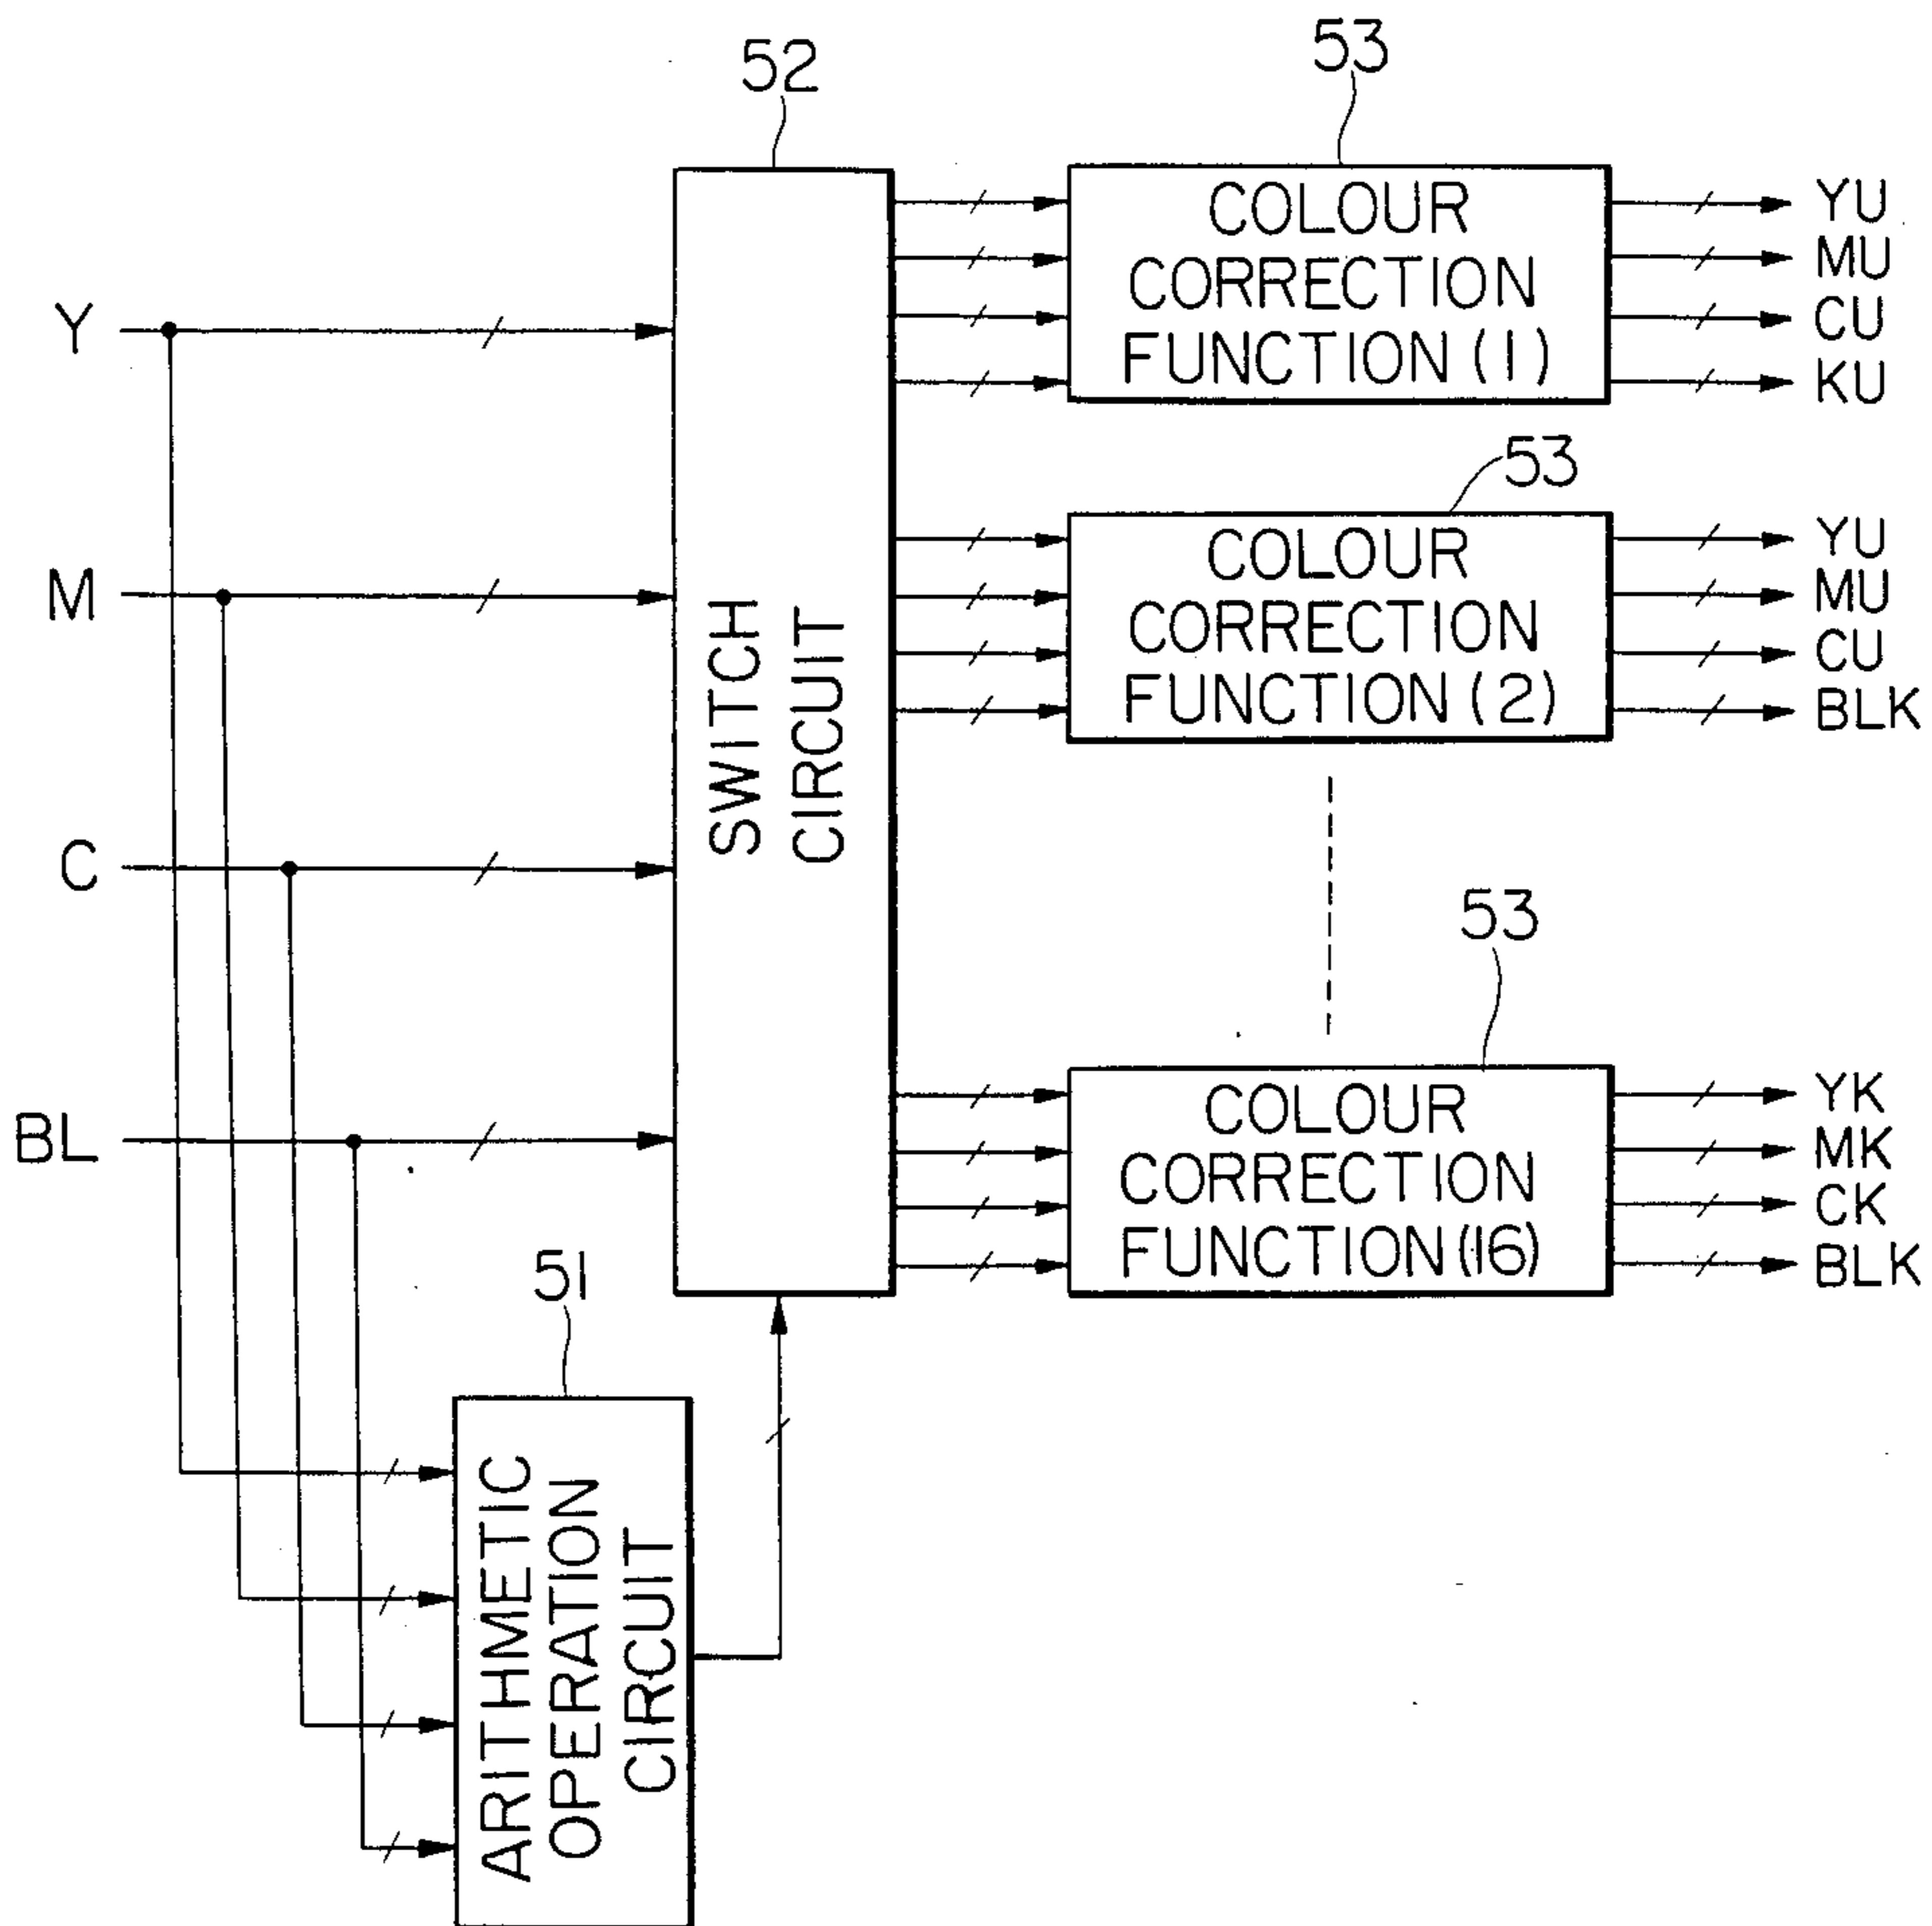 52
53
Y
M
C
BL
SWITCH
CIRCUIT
COLOUR
CORRECTION
FUNCTION (1)
YU
MU
CU
KU
53
COLOUR
CORRECTION
FUNCTION (2)
YU
MU
CU
BLK
53
COLOUR
CORRECTION
FUNCTION (16)
YK
MK
CK
BLK
51
ARITHMETIC
OPERATION
CIRCUIT